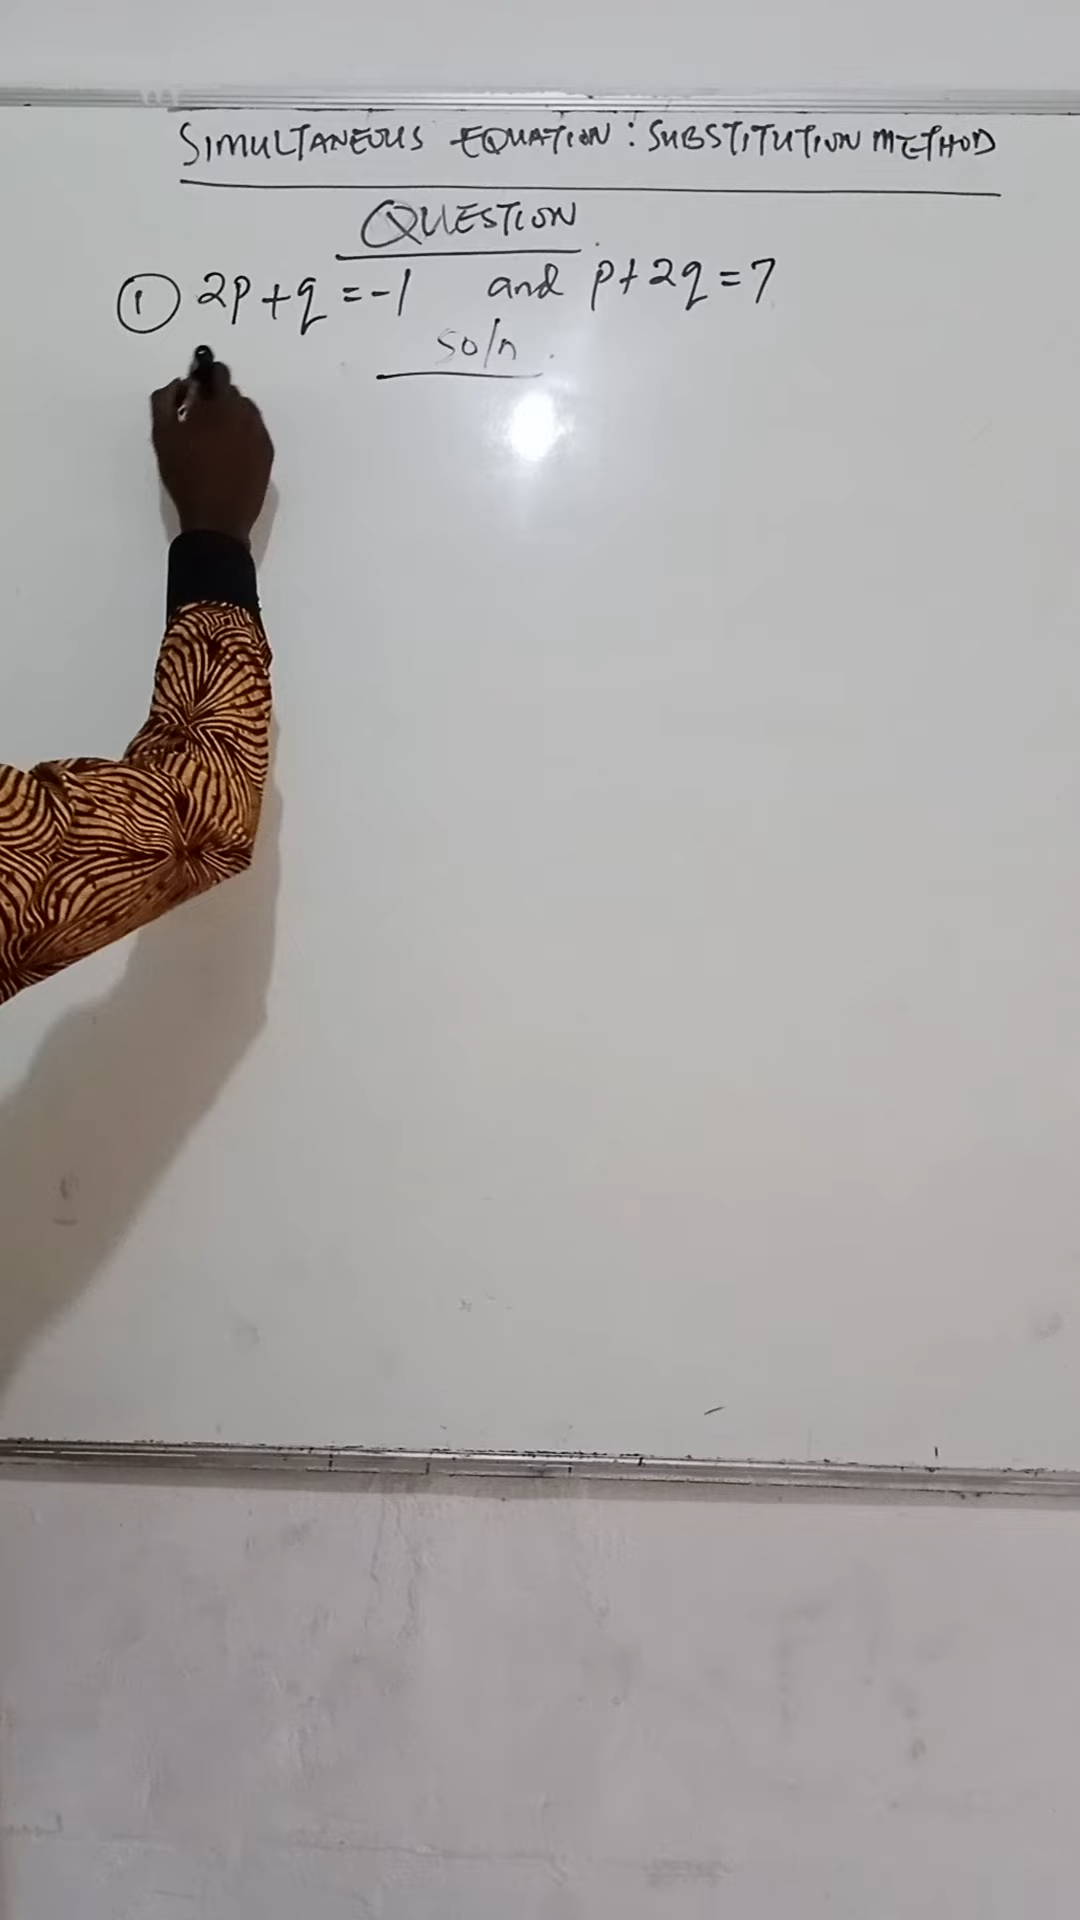 SIMULTANEOUS EQUATION : SUBSTITUTION METHOD
QUESTION
① 2p + q = -1 and p + 2q = 7
soln